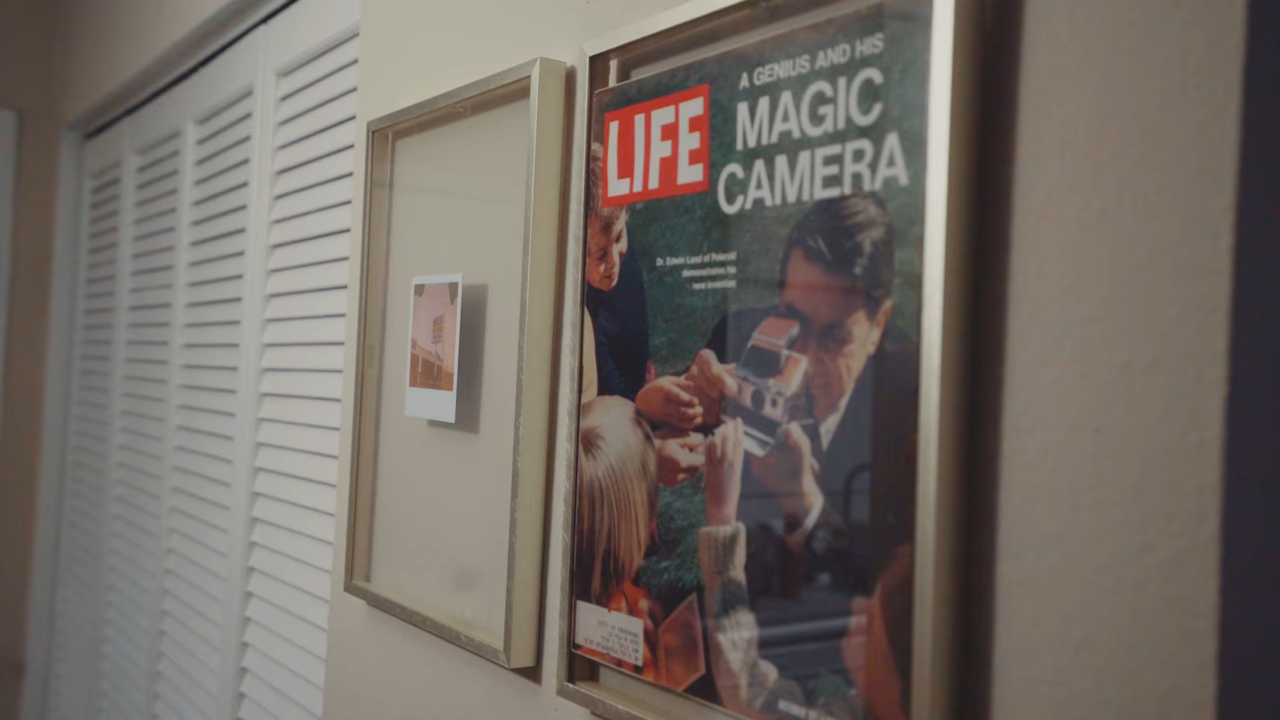 LIFE
A GENIUS AND HIS
MAGIC
CAMERA
Dr. Edwin Land of Polaroid
demonstrates his
new invention